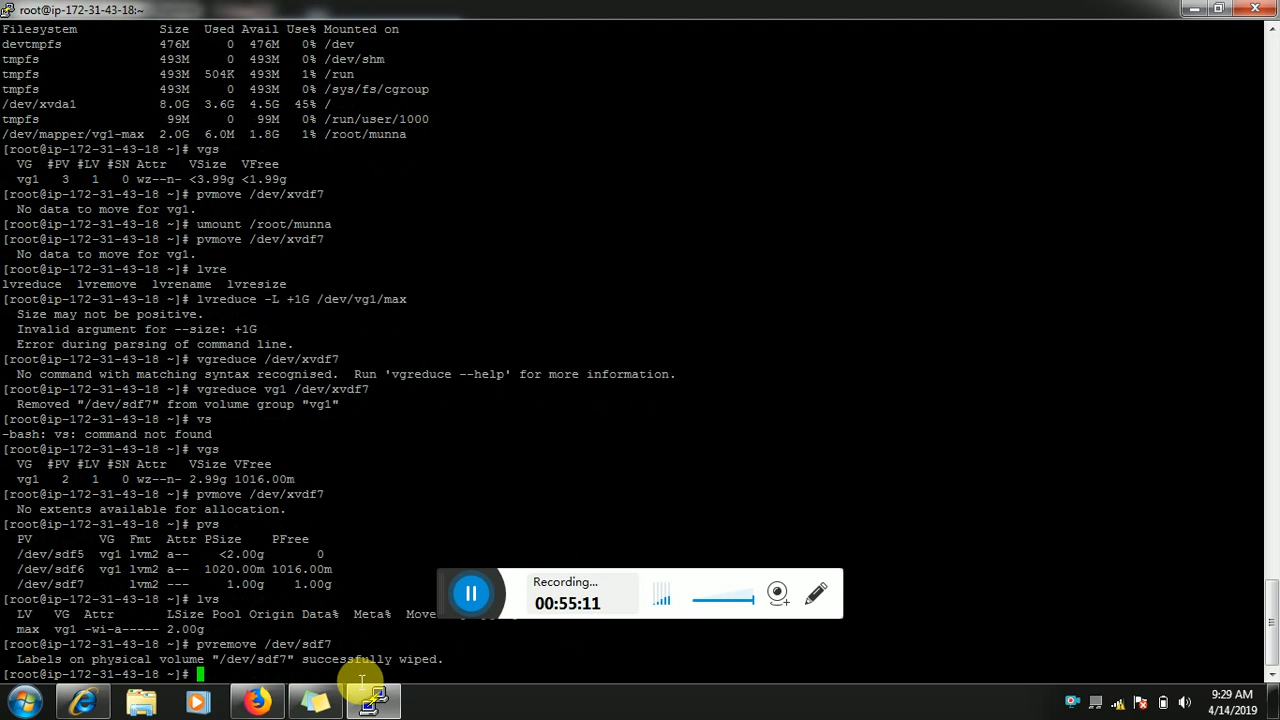 root@ip-172-31-43-18:~
Filesystem Size Used Avail Use% Mounted on
devtmpfs 476M 0 476M 0% /dev
tmpfs 493M 0 493M 0% /dev/shm
tmpfs 493M 504K 493M 1% /run
tmpfs 493M 0 493M 0% /sys/fs/cgroup
/dev/xvda1 8.0G 3.6G 4.5G 45% /
tmpfs 99M 0 99M 0% /run/user/1000
/dev/mapper/vg1-max 2.0G 6.0M 1.8G 1% /root/munna
[root@ip-172-31-43-18 ~]# vgs
VG #PV #LV #SN Attr VSize VFree
vg1 3 1 0 wz--n- <3.99g <1.99g
[root@ip-172-31-43-18 ~]# pvmove /dev/xvdf7
No data to move for vg1.
[root@ip-172-31-43-18 ~]# umount /root/munna
[root@ip-172-31-43-18 ~]# pvmove /dev/xvdf7
No data to move for vg1.
[root@ip-172-31-43-18 ~]# lvre
lvreduce lvremove lvrename lvresize
[root@ip-172-31-43-18 ~]# lvreduce -L +1G /dev/vg1/max
Size may not be positive.
Invalid argument for --size: +1G
Error during parsing of command line.
[root@ip-172-31-43-18 ~]# vgreduce /dev/xvdf7
No command with matching syntax recognised. Run 'vgreduce --help' for more information.
[root@ip-172-31-43-18 ~]# vgreduce vg1 /dev/xvdf7
Removed "/dev/sdf7" from volume group "vg1"
[root@ip-172-31-43-18 ~]# vs
-bash: vs: command not found
[root@ip-172-31-43-18 ~]# vgs
VG #PV #LV #SN Attr VSize VFree
vg1 2 1 0 wz--n- 2.99g 1016.00m
[root@ip-172-31-43-18 ~]# pvmove /dev/xvdf7
No extents available for allocation.
[root@ip-172-31-43-18 ~]# pvs
PV VG Fmt Attr PSize PFree
/dev/sdf5 vg1 lvm2 a-- <2.00g 0
/dev/sdf6 vg1 lvm2 a-- 1020.00m 1016.00m
/dev/sdf7 lvm2 --- 1.00g 1.00g
[root@ip-172-31-43-18 ~]# lvs
LV VG Attr LSize Pool Origin Data% Meta% Move
max vg1 -wi-a----- 2.00g
[root@ip-172-31-43-18 ~]# pvremove /dev/sdf7
Labels on physical volume "/dev/sdf7" successfully wiped.
[root@ip-172-31-43-18 ~]#
Recording...
00:55:11
9:29 AM
4/14/2019